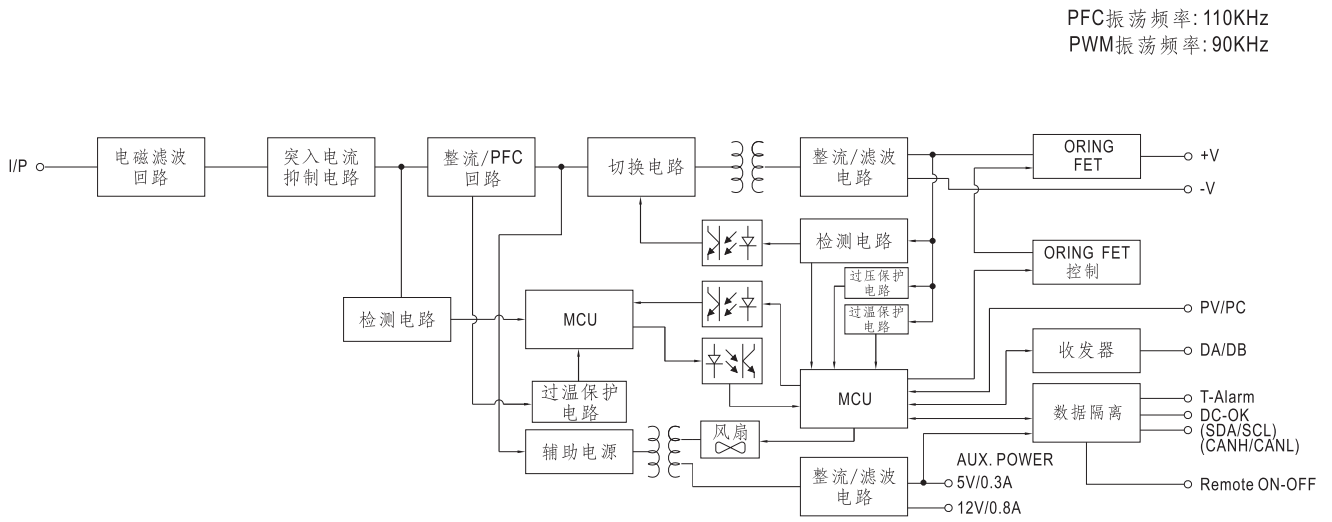 PFC振荡频率: 110KHz
PWM振荡频率: 90KHz
I/P
电磁滤波
回路
突入电流
抑制电路
整流/PFC
回路
切换电路
整流/滤波
电路
ORING
FET
+V
-V
检测电路
ORING FET
控制
过压保护
电路
过温保护
电路
检测电路
MCU
PV/PC
收发器
DA/DB
过温保护
电路
MCU
数据隔离
T-Alarm
DC-OK
(SDA/SCL)
(CANH/CANL)
辅助电源
风扇
整流/滤波
电路
AUX. POWER
5V/0.3A
12V/0.8A
Remote ON-OFF